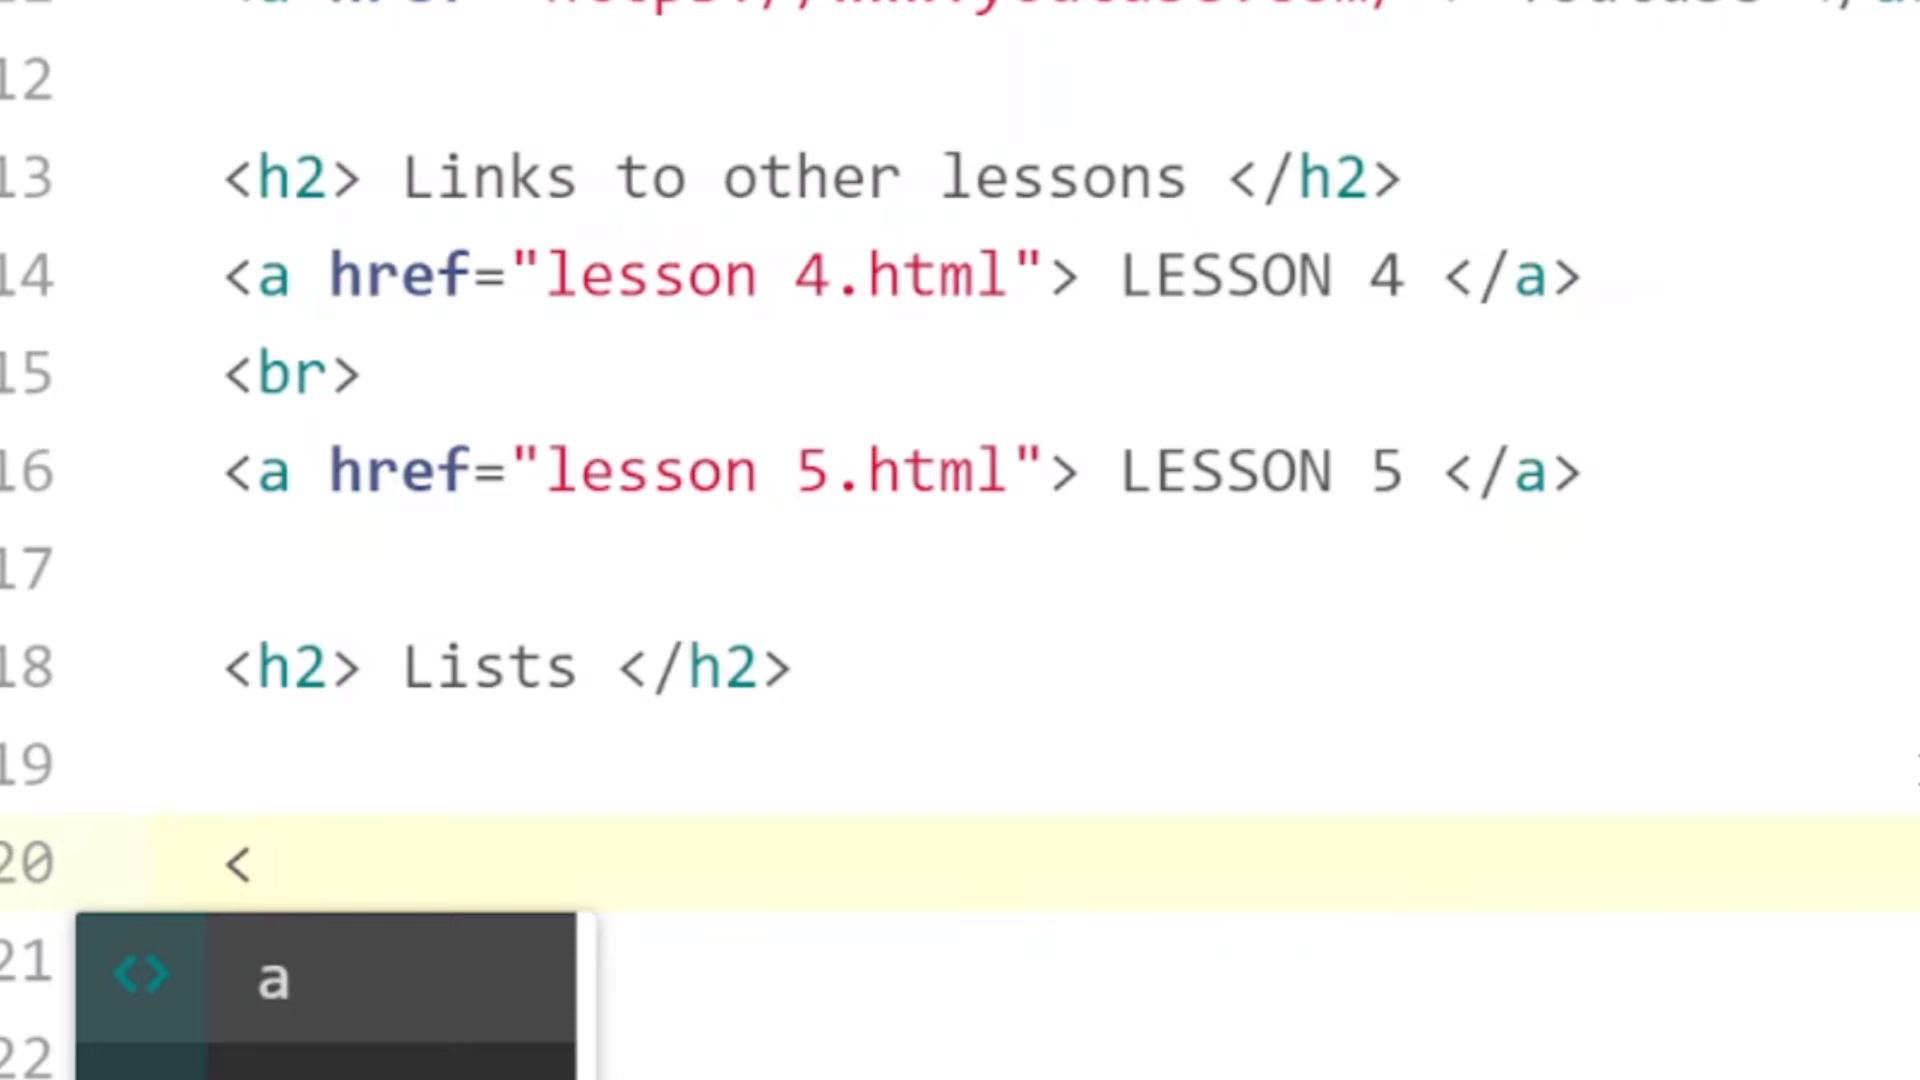 12
13 <h2> Links to other lessons </h2>
14 <a href="lesson 4.html"> LESSON 4 </a>
15 <br>
16 <a href="lesson 5.html"> LESSON 5 </a>
17
18 <h2> Lists </h2>
19
20 <
<> a
21
22